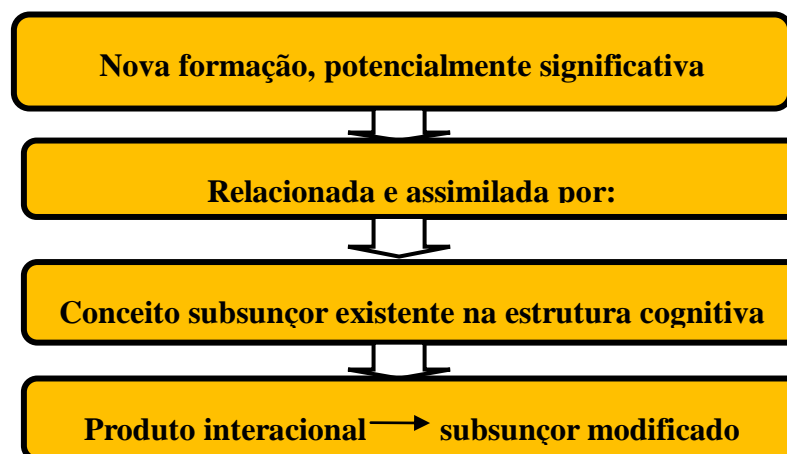 Nova formação, potencialmente significativa
Relacionada e assimilada por:
Conceito subsunçor existente na estrutura cognitiva
Produto interacional → subsunçor modificado